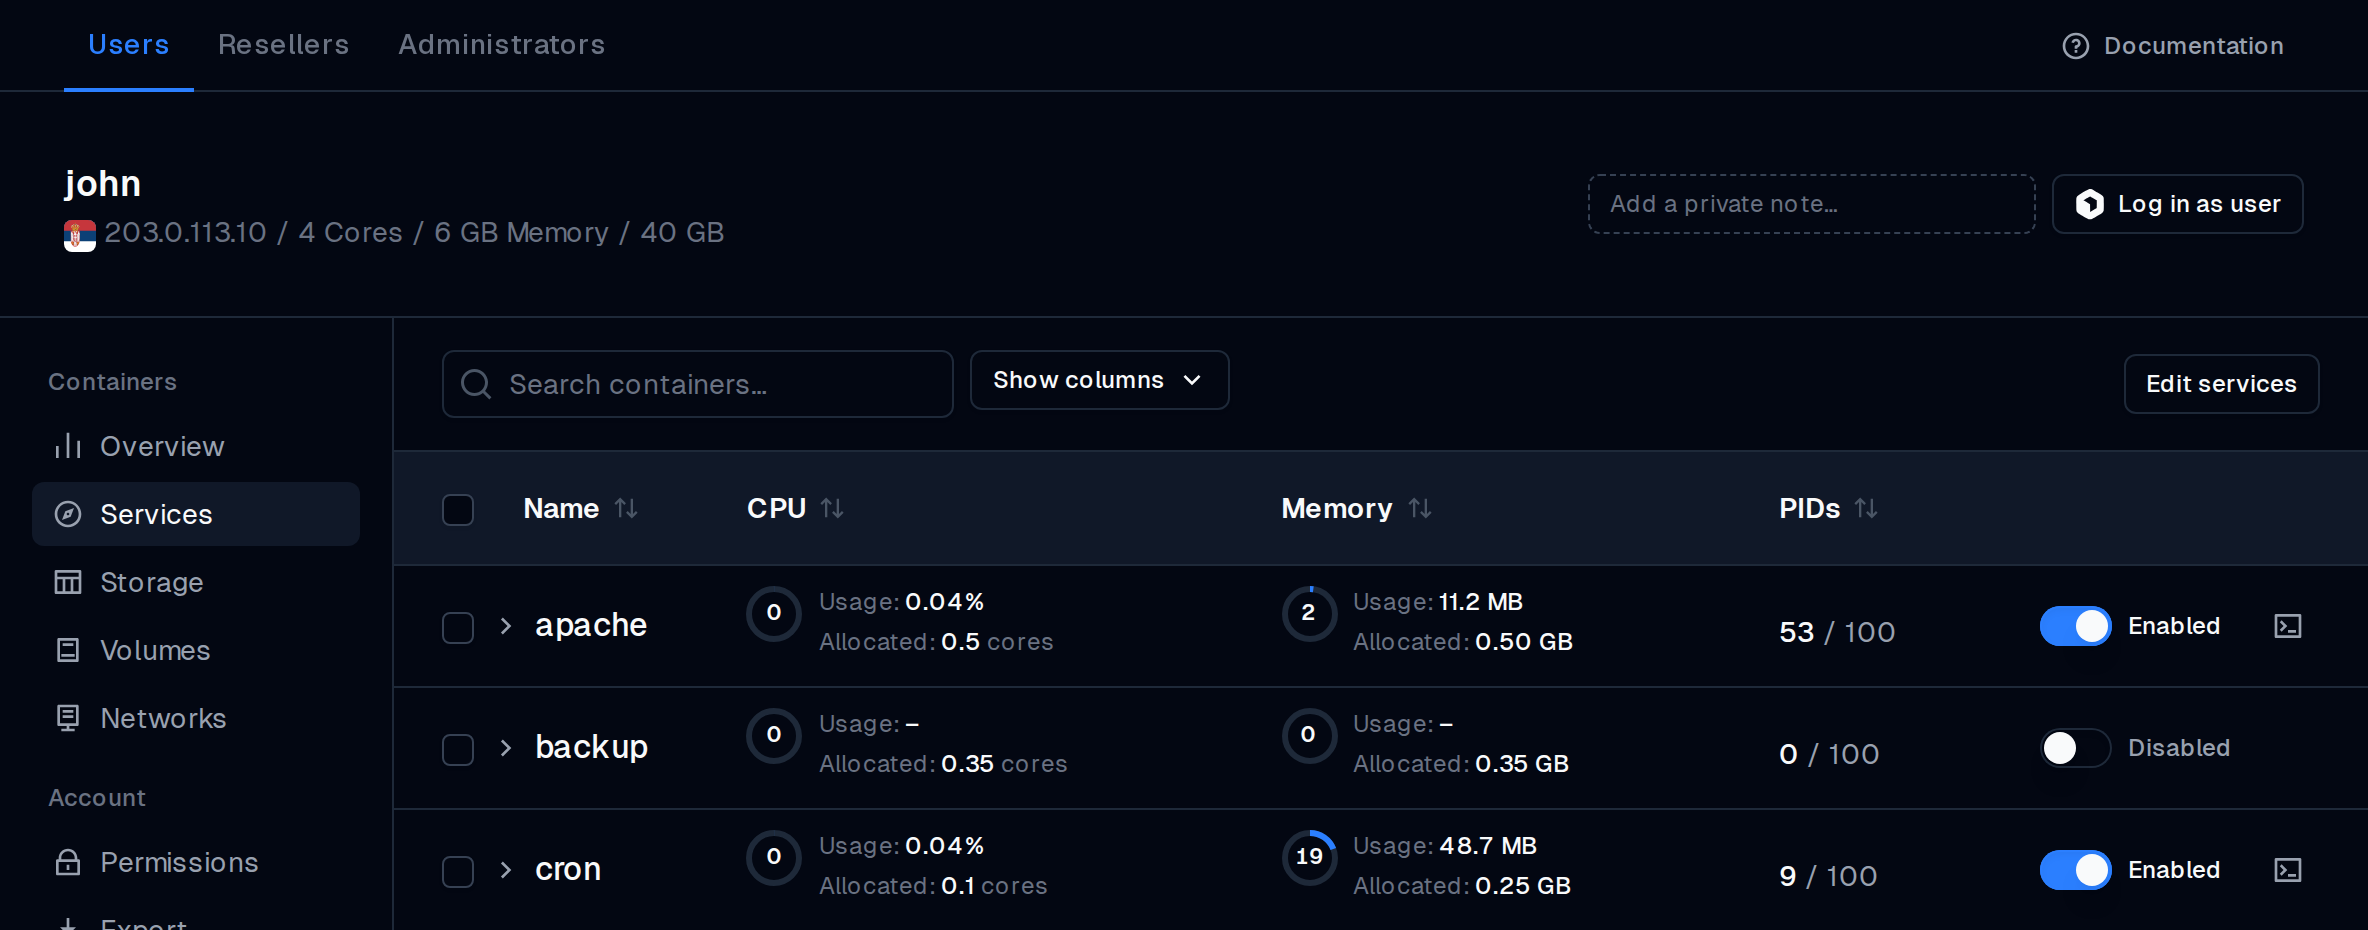 Users Resellers Administrators Documentation
john
203.0.113.10 / 4 Cores / 6 GB Memory / 40 GB
Add a private note...
Log in as user
Containers
Overview
Services
Storage
Volumes
Networks
Account
Permissions
Export
Search containers...
Show columns
Edit services
Name CPU Memory PIDs
apache
0
Usage: 0.04%
Allocated: 0.5 cores
2
Usage: 11.2 MB
Allocated: 0.50 GB
53 / 100
Enabled
backup
0
Usage: –
Allocated: 0.35 cores
0
Usage: –
Allocated: 0.35 GB
0 / 100
Disabled
cron
0
Usage: 0.04%
Allocated: 0.1 cores
19
Usage: 48.7 MB
Allocated: 0.25 GB
9 / 100
Enabled